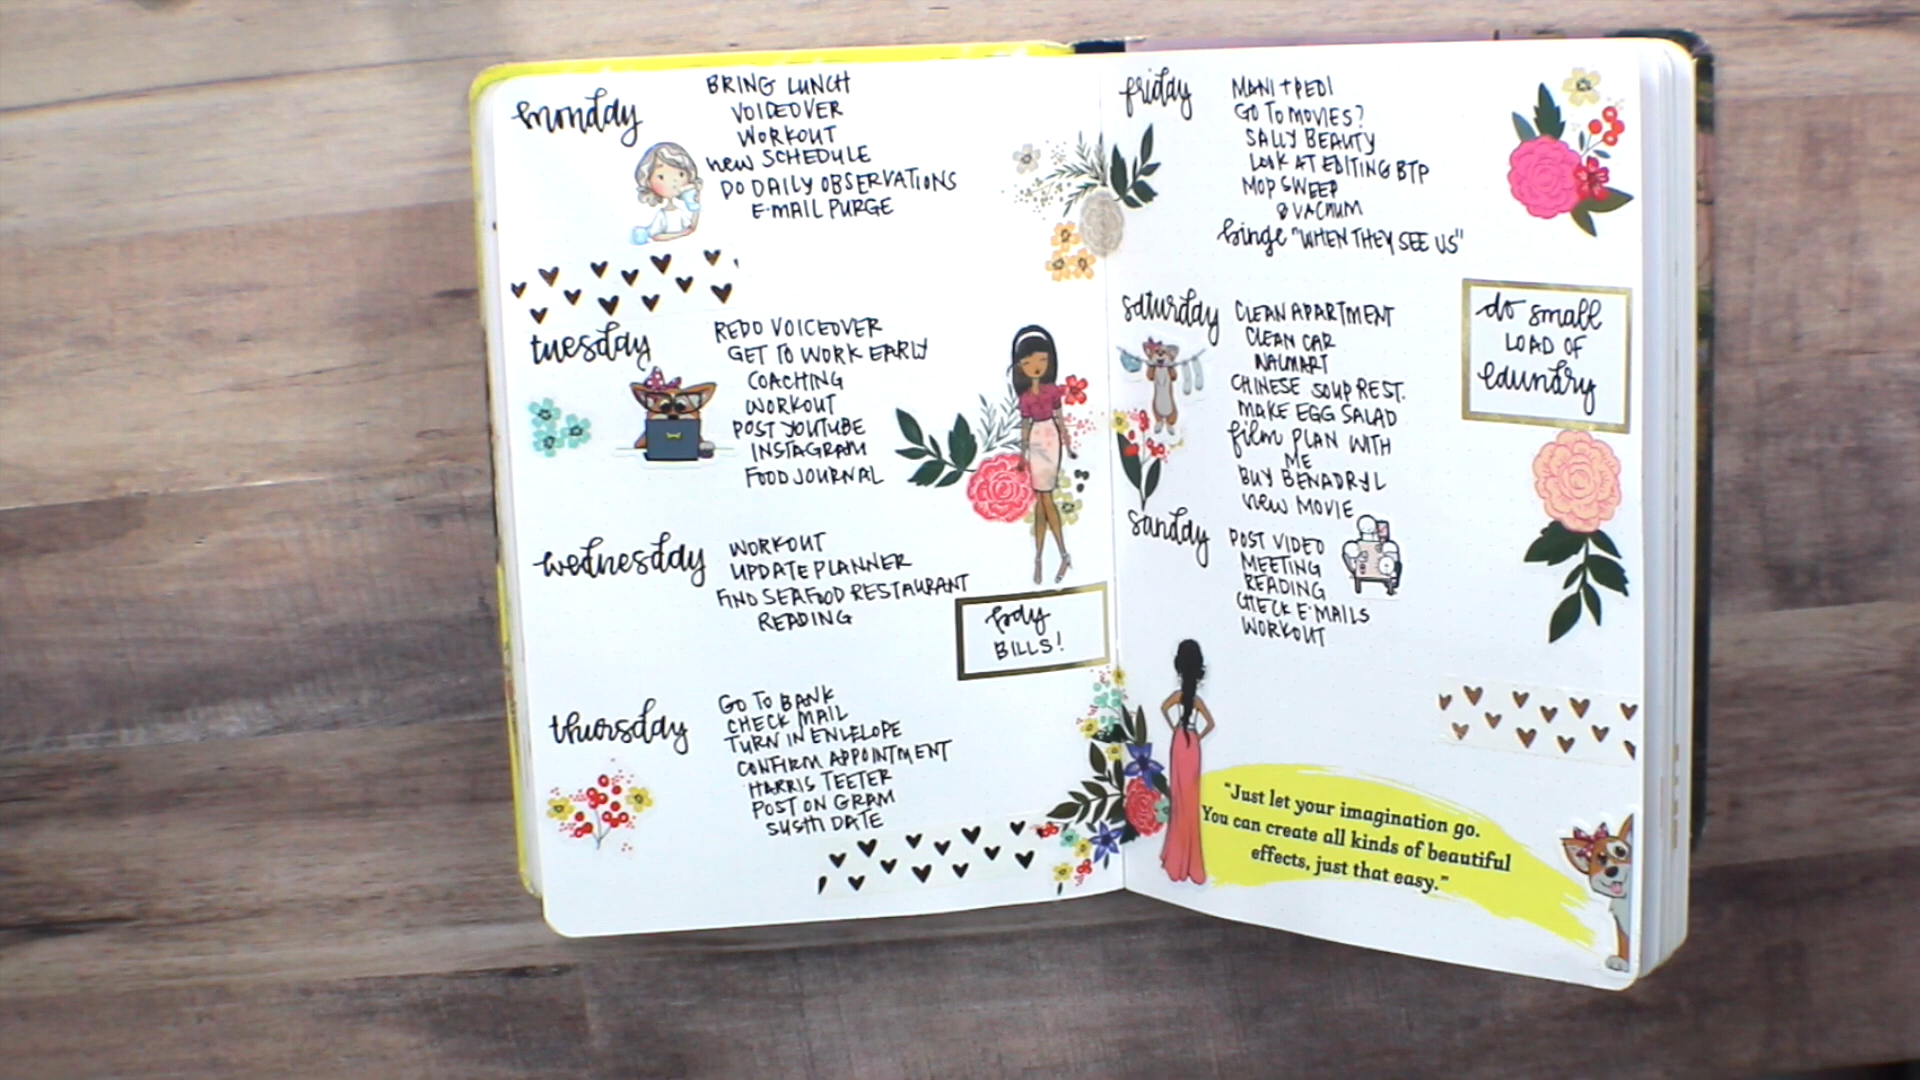 monday
BRING LUNCH
VOICEOVER
WORKOUT
new SCHEDULE
DO DAILY OBSERVATIONS
E-MAIL PURGE
tuesday
REDO VOICEOVER
GET TO WORK EARLY
COACHING
WORKOUT
POST YOUTUBE
INSTAGRAM
FOOD JOURNAL
wednesday
WORKOUT
UPDATE PLANNER
FIND SEAFOOD RESTAURANT
READING
BILLS!
thursday
GO TO BANK
CHECK MAIL
TURN IN ENVELOPE
CONFIRM APPOINTMENT
HARRIS TEETER
POST ON GRAM
SUSHI DATE
friday
MANI + PEDI
GO TO MOVIES?
SALLY BEAUTY
LOOK AT EDITING BTP
MOP SWEEP
& VACUUM
binge "WHEN THEY SEE US"
saturday
CLEAN APARTMENT
CLEAN CAR
WALMART
CHINESE SOUP REST.
MAKE EGG SALAD
film PLAN WITH
ME
BUY BENADRYL
new MOVIE
do small
LOAD OF
sunday
POST VIDEO
MEETING
READING
CHECK E-MAILS
WORKOUT
"Just let your imagination go.
You can create all kinds of beautiful
effects, just that easy."